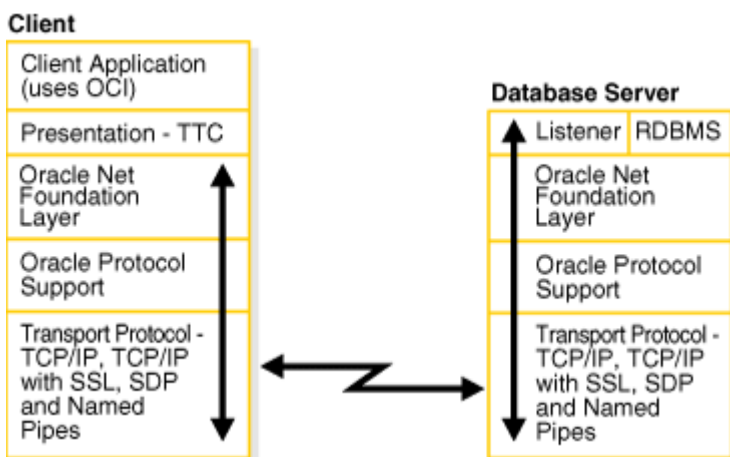 Client
Client Application
(uses OCI)
Presentation - TTC
Oracle Net
Foundation
Layer
Oracle Protocol
Support
Transport Protocol -
TCP/IP, TCP/IP
with SSL, SDP
and Named
Pipes
Database Server
Listener
RDBMS
Oracle Net
Foundation
Layer
Oracle Protocol
Support
Transport Protocol -
TCP/IP, TCP/IP
with SSL, SDP
and Named
Pipes